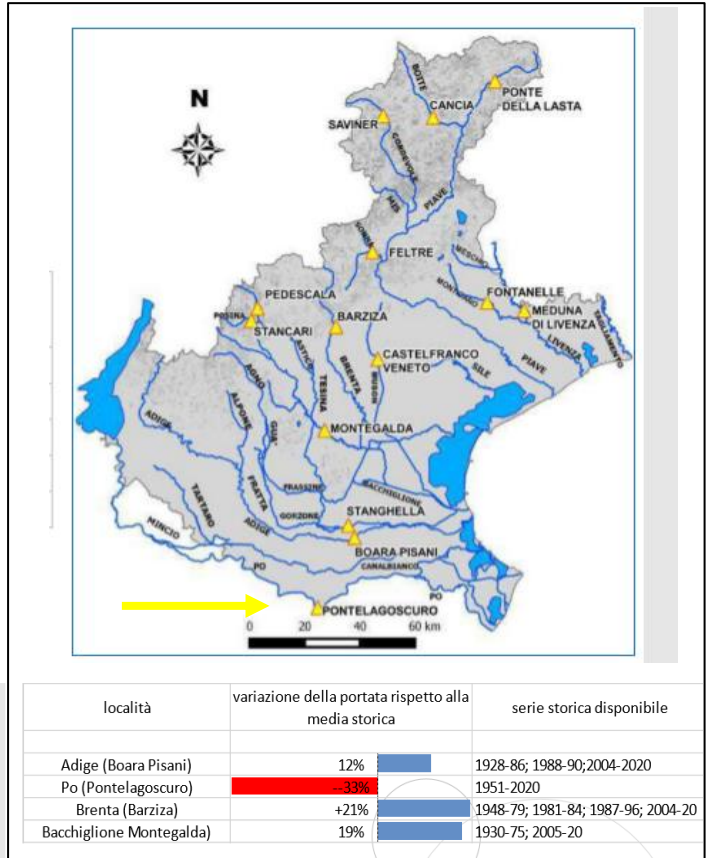 N
BOITE
PONTE
DELLA LASTA
CANCIA
SAVINER
CORDEVOLE
MIS
PIAVE
SONNA
FELTRE
MESCHIO
MONTICANO
FONTANELLE
PEDESCALA
MEDUNA
DI LIVENZA
TAGLIAMENTO
POSINA
STANCARI
BARZIZA
LIVENZA
ASTICO
BRENTA
CASTELFRANCO
VENETO
PIAVE
SILE
AGNO
TESINA
MUSON
ADIGE
ALPONE
GUA'
MONTEGALDA
FRATTA
FRASSINE
BACCHIGLIONE
TARTARO
GORZONE
STANGHELLA
MINCIO
ADIGE
BOARA PISANI
PO
CANALBIANCO
PO
PONTELAGOSCURO
0 20 40 60 km
località variazione della portata rispetto alla serie storica disponibile
media storica
Adige (Boara Pisani) 12% 1928-86; 1988-90;2004-2020
Po (Pontelagoscuro) --33% 1951-2020
Brenta (Barziza) +21% 1948-79; 1981-84; 1987-96; 2004-20
Bacchiglione Montegalda) 19% 1930-75; 2005-20